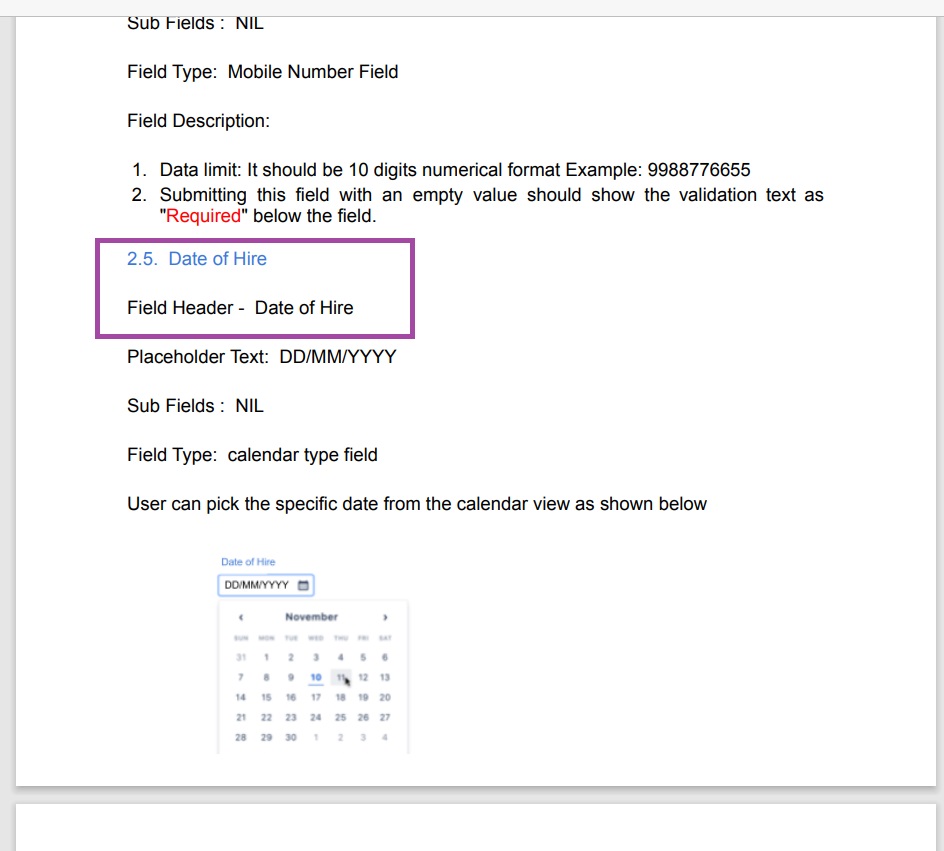 Sub Fields :  NIL
Field Type:  Mobile Number Field
Field Description:
1.  Data limit: It should be 10 digits numerical format Example: 9988776655
2.  Submitting this field with an empty value should show the validation text as
"Required" below the field.
2.5.  Date of Hire
Field Header -  Date of Hire
Placeholder Text:  DD/MM/YYYY
Sub Fields :  NIL
Field Type:  calendar type field
User can pick the specific date from the calendar view as shown below
Date of Hire
DD/MM/YYYY
‹ November ›
SUN MON TUE WED THU FRI SAT
31 1 2 3 4 5 6
7 8 9 10 11 12 13
14 15 16 17 18 19 20
21 22 23 24 25 26 27
28 29 30 1 2 3 4